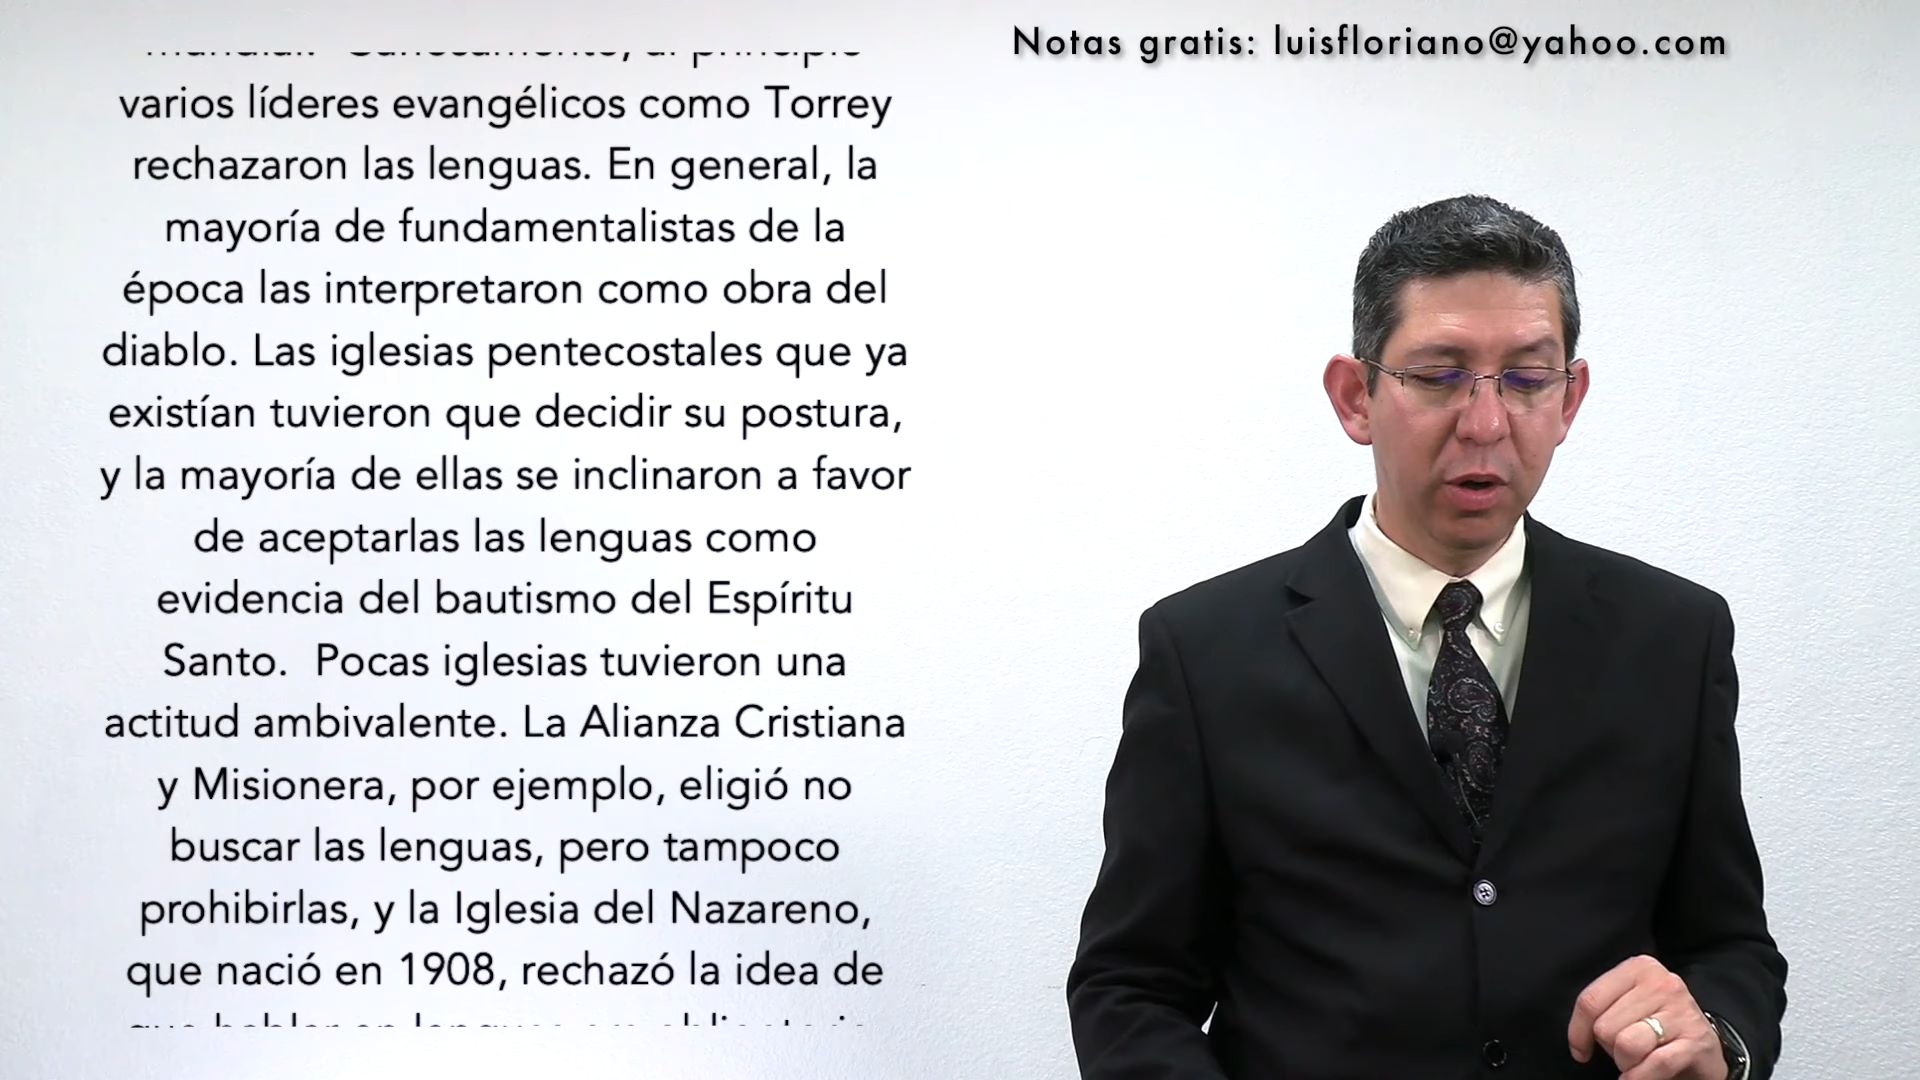 Notas gratis: luisfloriano@yahoo.com
varios líderes evangélicos como Torrey
rechazaron las lenguas. En general, la
mayoría de fundamentalistas de la
época las interpretaron como obra del
diablo. Las iglesias pentecostales que ya
existían tuvieron que decidir su postura,
y la mayoría de ellas se inclinaron a favor
de aceptarlas las lenguas como
evidencia del bautismo del Espíritu
Santo.  Pocas iglesias tuvieron una
actitud ambivalente. La Alianza Cristiana
y Misionera, por ejemplo, eligió no
buscar las lenguas, pero tampoco
prohibirlas, y la Iglesia del Nazareno,
que nació en 1908, rechazó la idea de